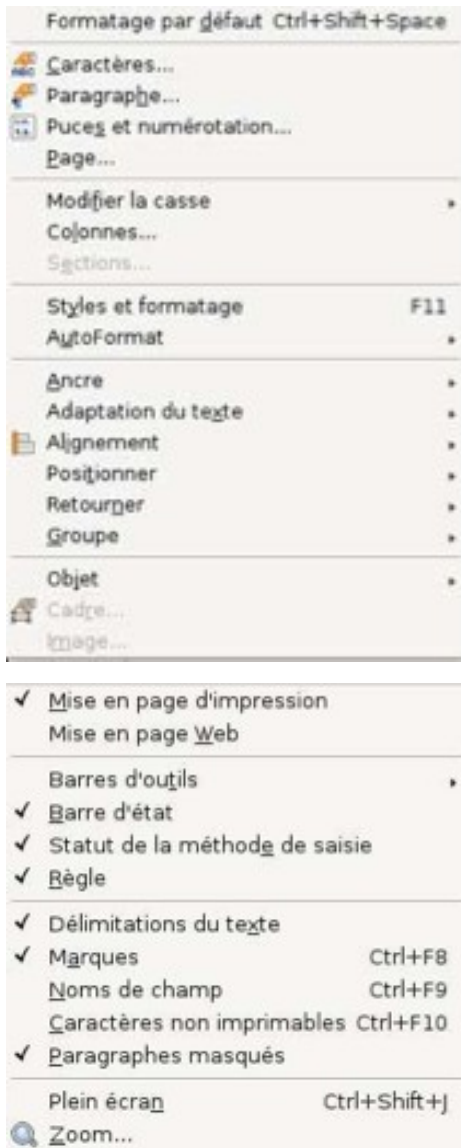 Formatage par défaut Ctrl+Shift+Space
Caractères...
Paragraphe...
Puces et numérotation...
Page...
Modifier la casse
Colonnes...
Sections...
Styles et formatage F11
AutoFormat
Ancre
Adaptation du texte
Alignement
Positionner
Retourner
Groupe
Objet
Cadre...
Image...
Mise en page d'impression
Mise en page Web
Barres d'outils
Barre d'état
Statut de la méthode de saisie
Règle
Délimitations du texte
Marques Ctrl+F8
Noms de champ Ctrl+F9
Caractères non imprimables Ctrl+F10
Paragraphes masqués
Plein écran Ctrl+Shift+J
Zoom...